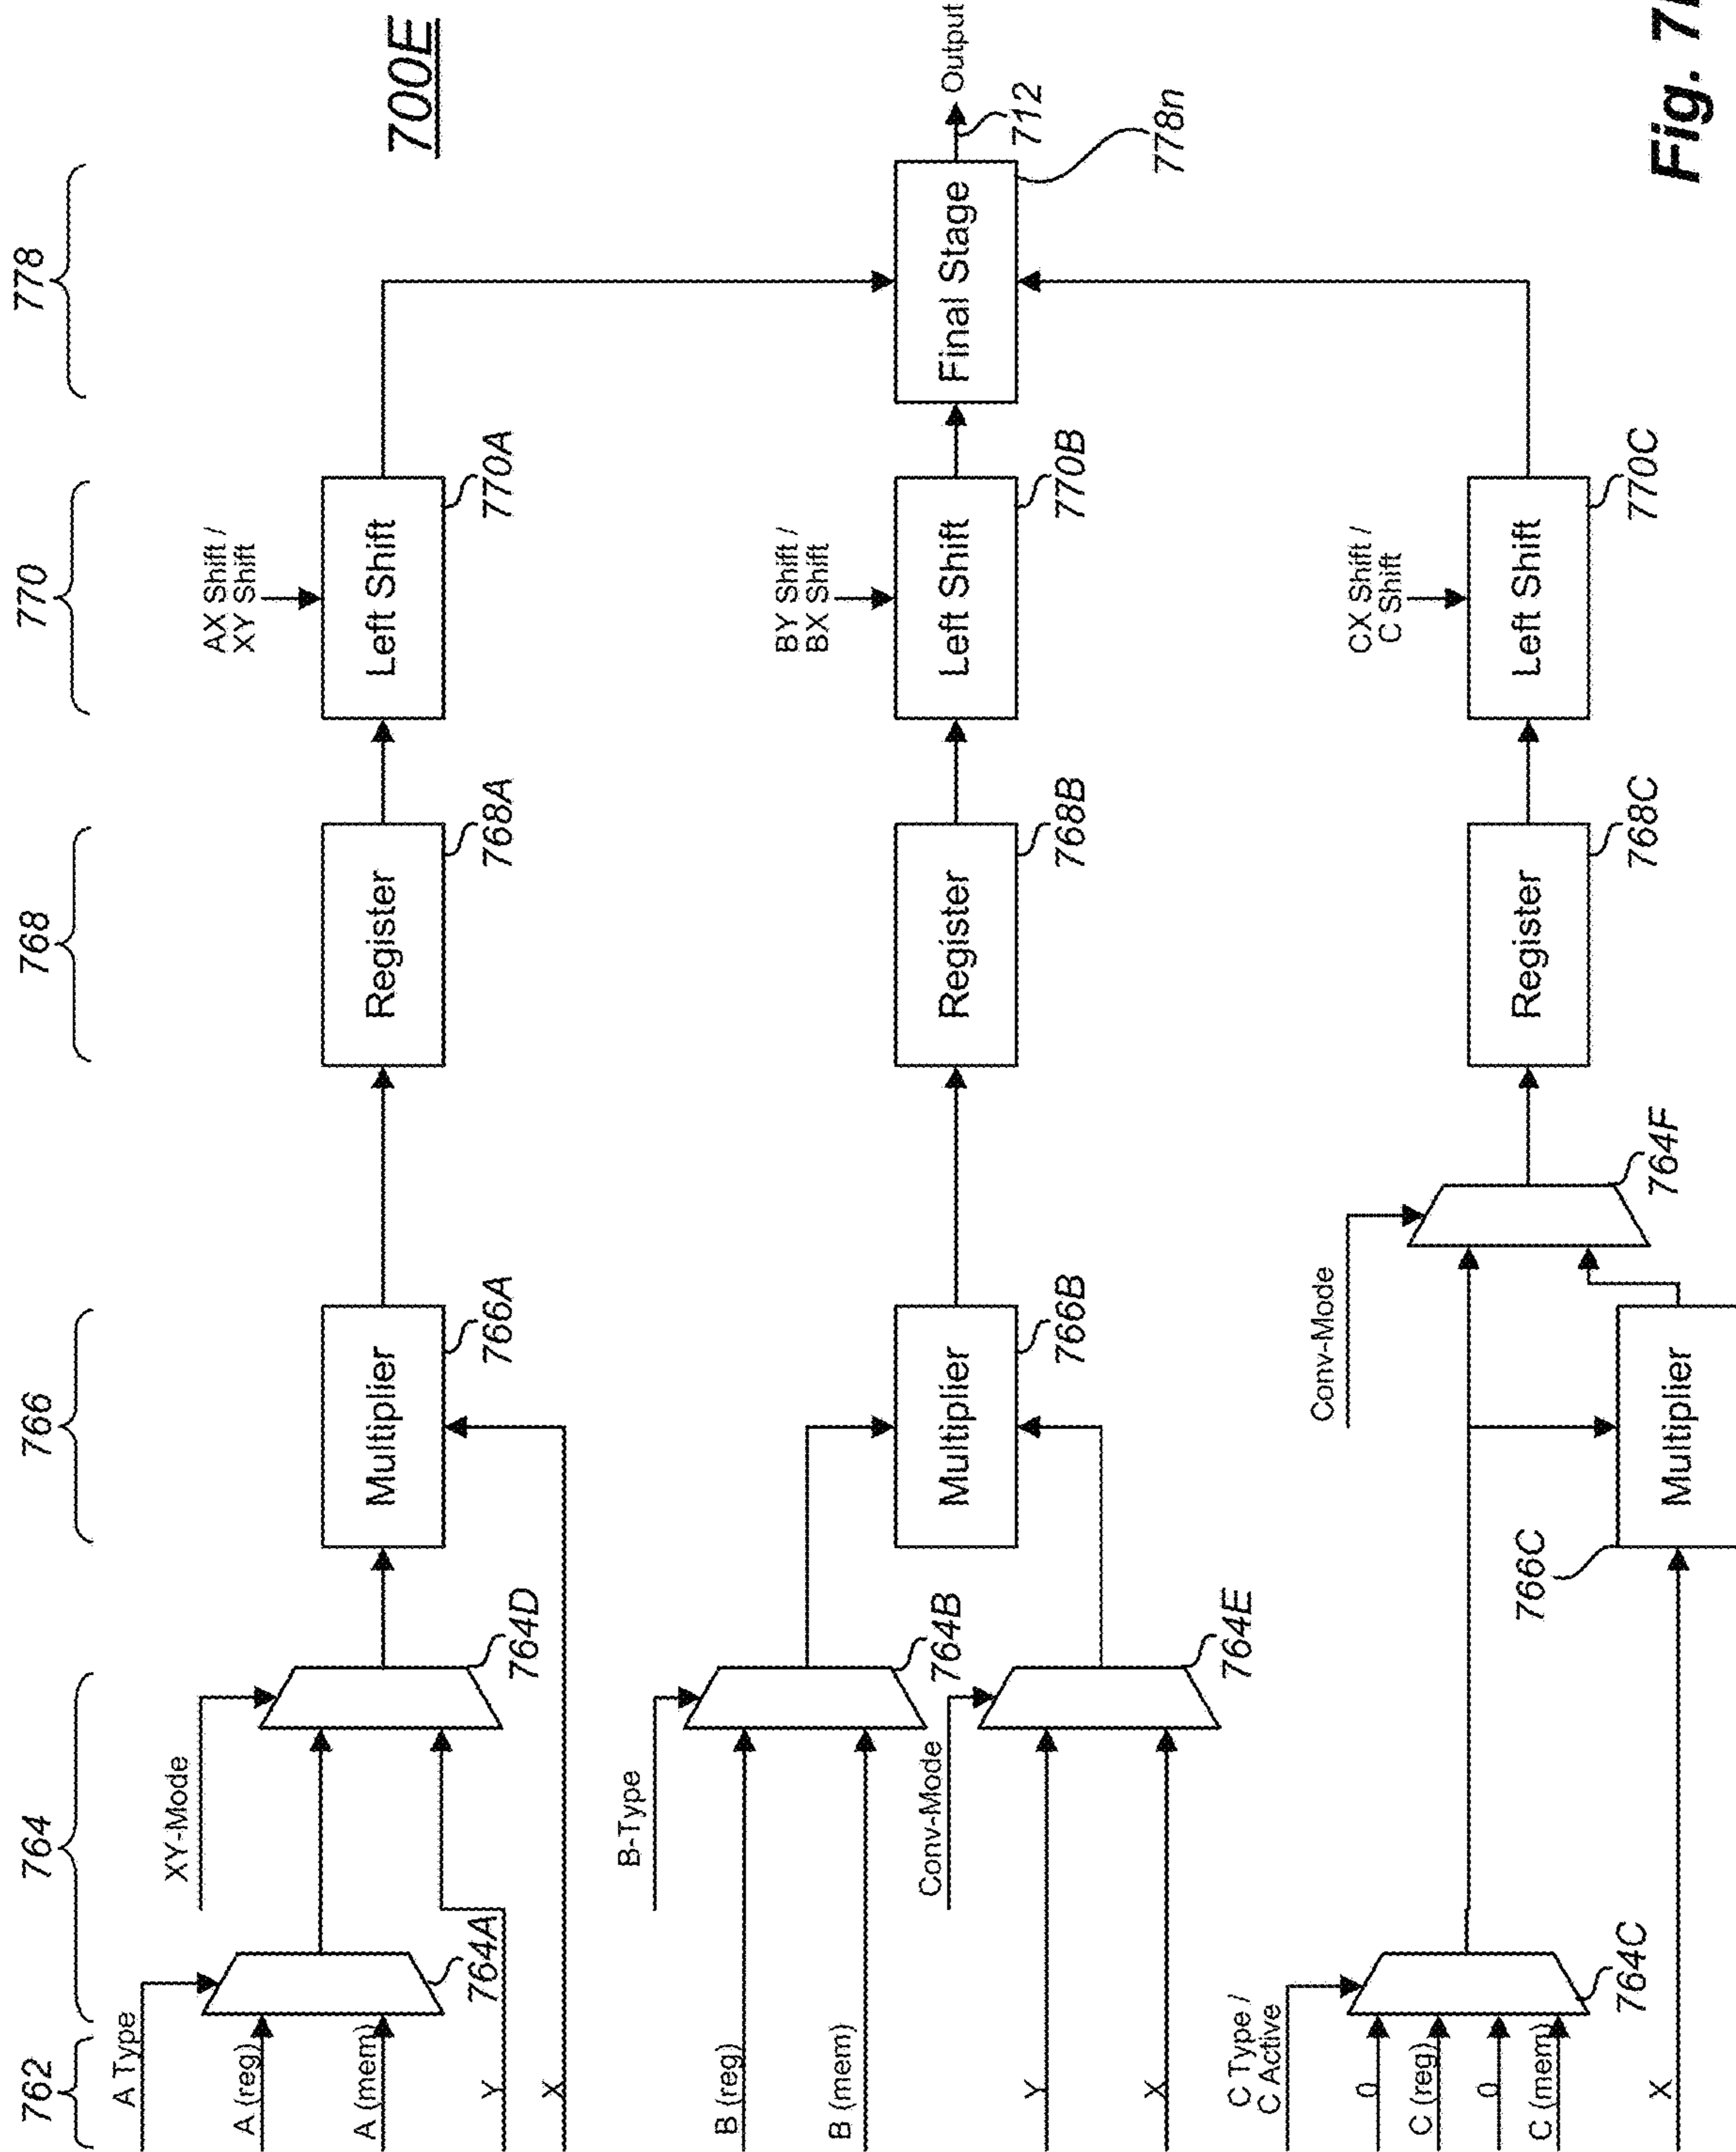 700E
762
764
766
768
770
778
A Type
A (reg)
A (mem)
Y
X
764A
XY-Mode
764D
Multiplier
766A
Register
768A
AX Shift /
XY Shift
Left Shift
770A
B (reg)
B (mem)
B-Type
764B
Y
X
Conv-Mode
764E
Multiplier
766B
Register
768B
BY Shift /
BX Shift
Left Shift
770B
Final Stage
778n
712
Output
C Type /
C Active
0
C (reg)
0
C (mem)
764C
X
766C
Multiplier
Conv-Mode
764F
Register
768C
CX Shift /
C Shift
Left Shift
770C
Fig.